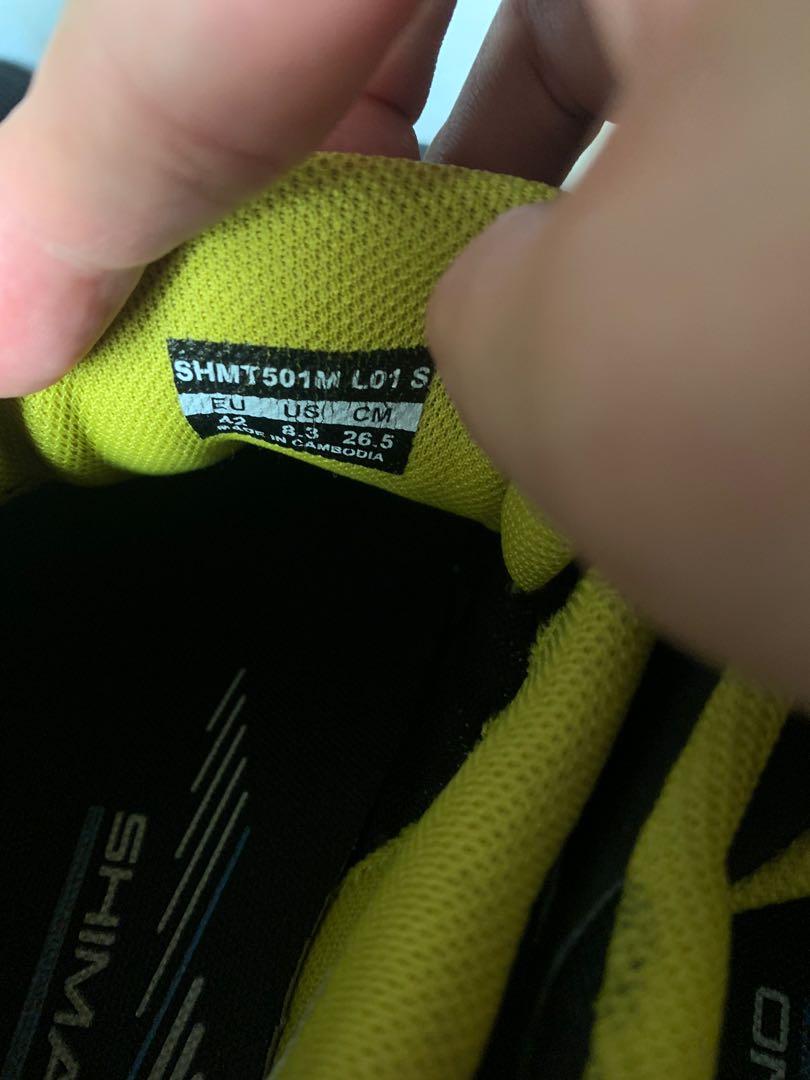 SHMT501M L01 S
EU US CM
42 8.3 26.5
MADE IN CAMBODIA
SHIMA